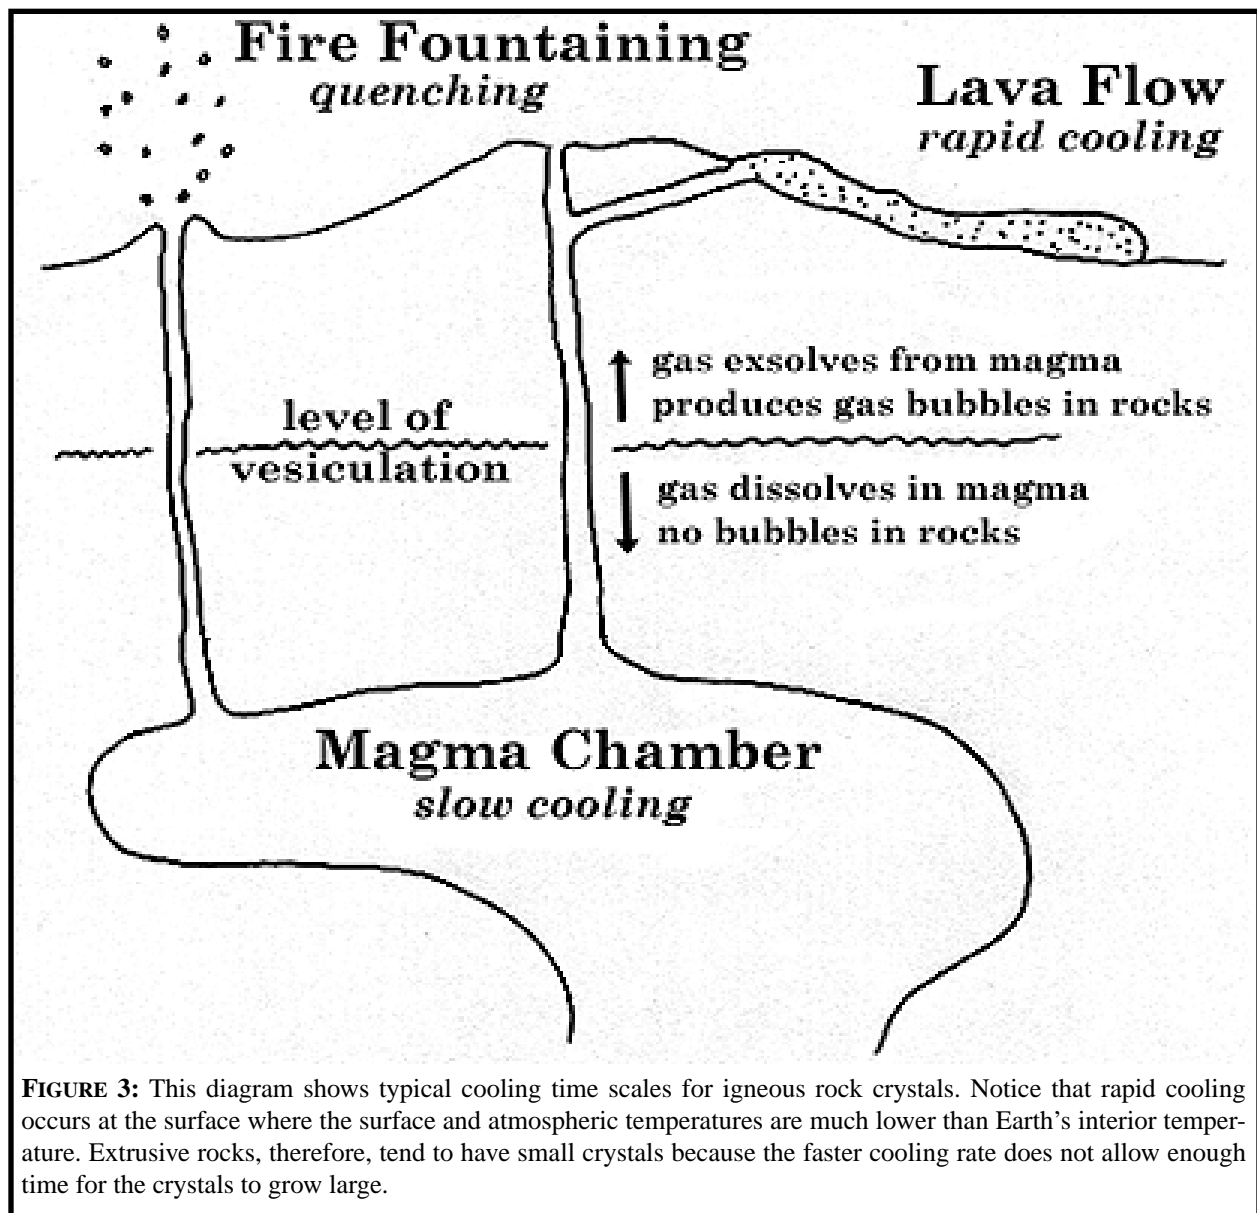 Fire Fountaining
quenching
Lava Flow
rapid cooling
gas exsolves from magma
produces gas bubbles in rocks
level of
vesiculation
gas dissolves in magma
no bubbles in rocks
Magma Chamber
slow cooling
FIGURE 3: This diagram shows typical cooling time scales for igneous rock crystals. Notice that rapid cooling
occurs at the surface where the surface and atmospheric temperatures are much lower than Earth's interior temper-
ature. Extrusive rocks, therefore, tend to have small crystals because the faster cooling rate does not allow enough
time for the crystals to grow large.